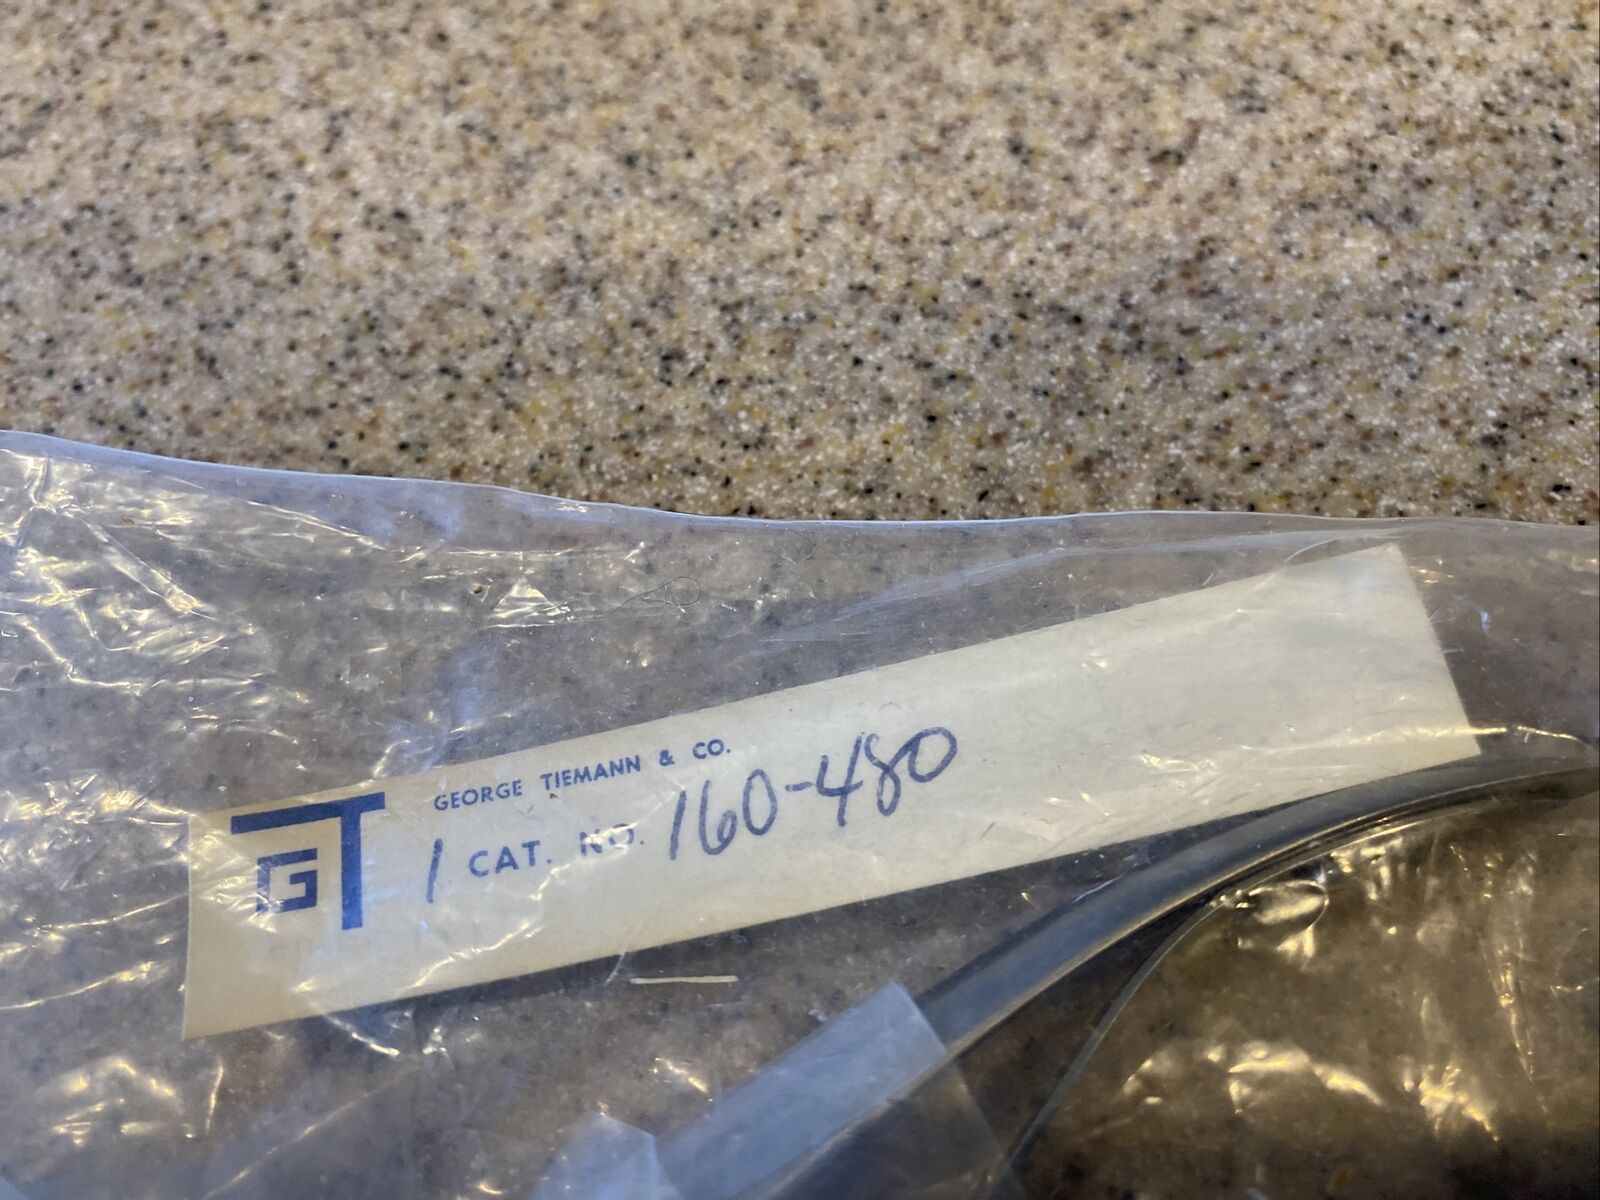 GT
GEORGE TIEMANN & CO.
1 CAT. NO. 160-480